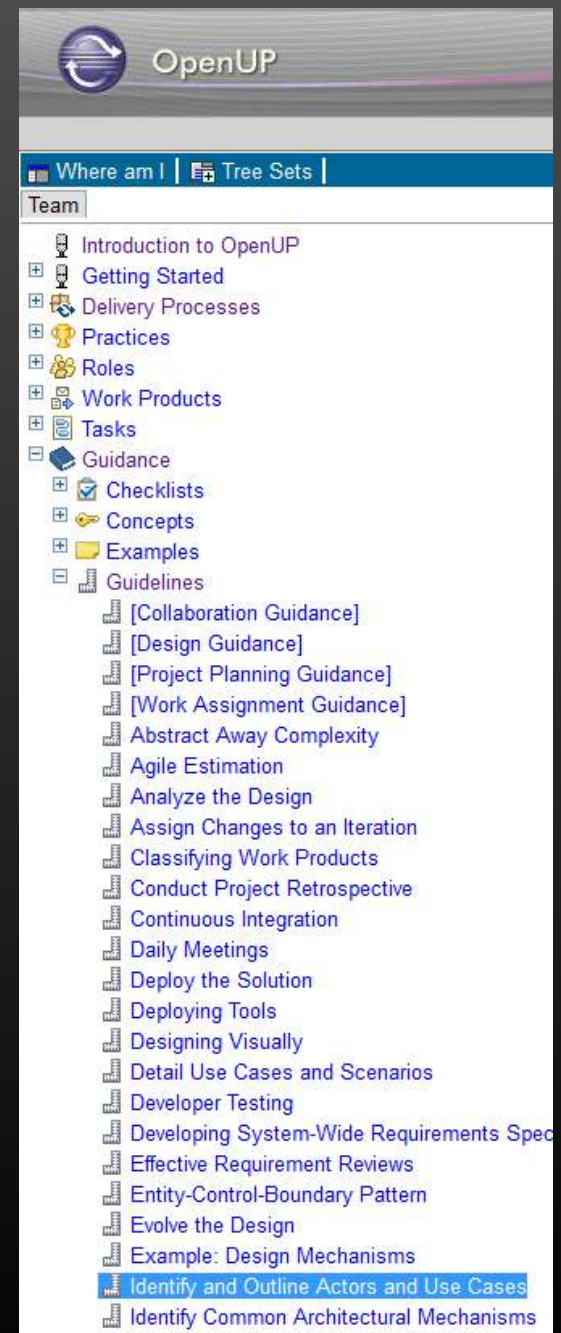 OpenUP
Where am I | Tree Sets |
Team
Introduction to OpenUP
Getting Started
Delivery Processes
Practices
Roles
Work Products
Tasks
Guidance
Checklists
Concepts
Examples
Guidelines
[Collaboration Guidance]
[Design Guidance]
[Project Planning Guidance]
[Work Assignment Guidance]
Abstract Away Complexity
Agile Estimation
Analyze the Design
Assign Changes to an Iteration
Classifying Work Products
Conduct Project Retrospective
Continuous Integration
Daily Meetings
Deploy the Solution
Deploying Tools
Designing Visually
Detail Use Cases and Scenarios
Developer Testing
Developing System-Wide Requirements Spec
Effective Requirement Reviews
Entity-Control-Boundary Pattern
Evolve the Design
Example: Design Mechanisms
Identify and Outline Actors and Use Cases
Identify Common Architectural Mechanisms